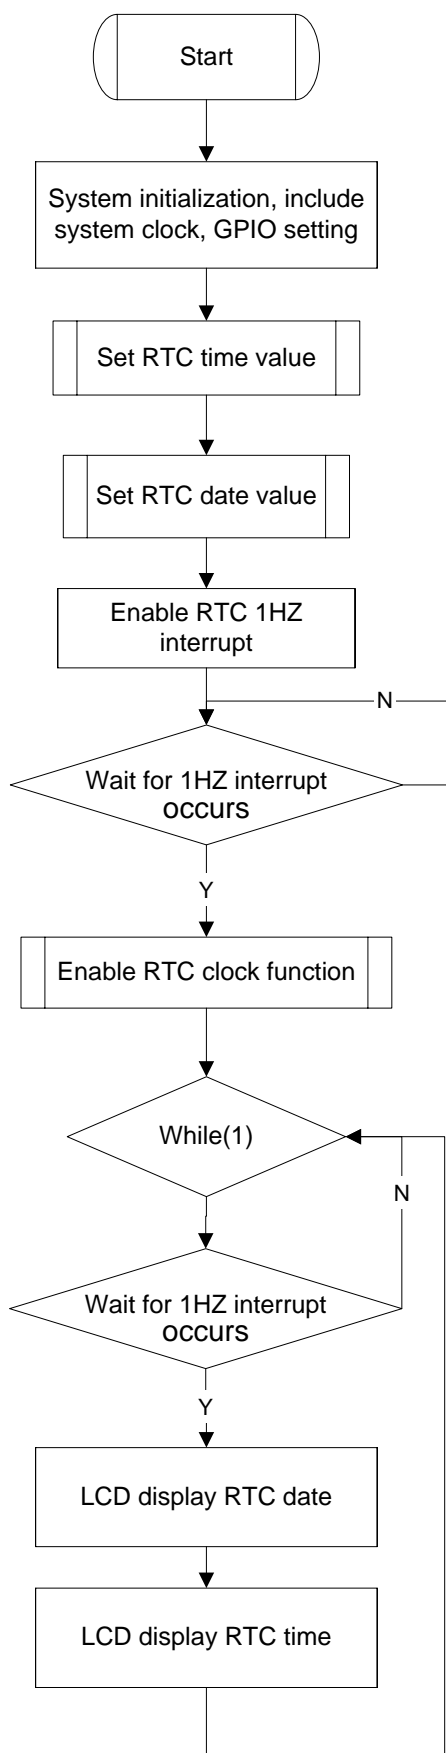 Start
System initialization, include
system clock, GPIO setting
Set RTC time value
Set RTC date value
Enable RTC 1HZ
interrupt
N
Wait for 1HZ interrupt
occurs
Y
Enable RTC clock function
While(1)
N
Wait for 1HZ interrupt
occurs
Y
LCD display RTC date
LCD display RTC time